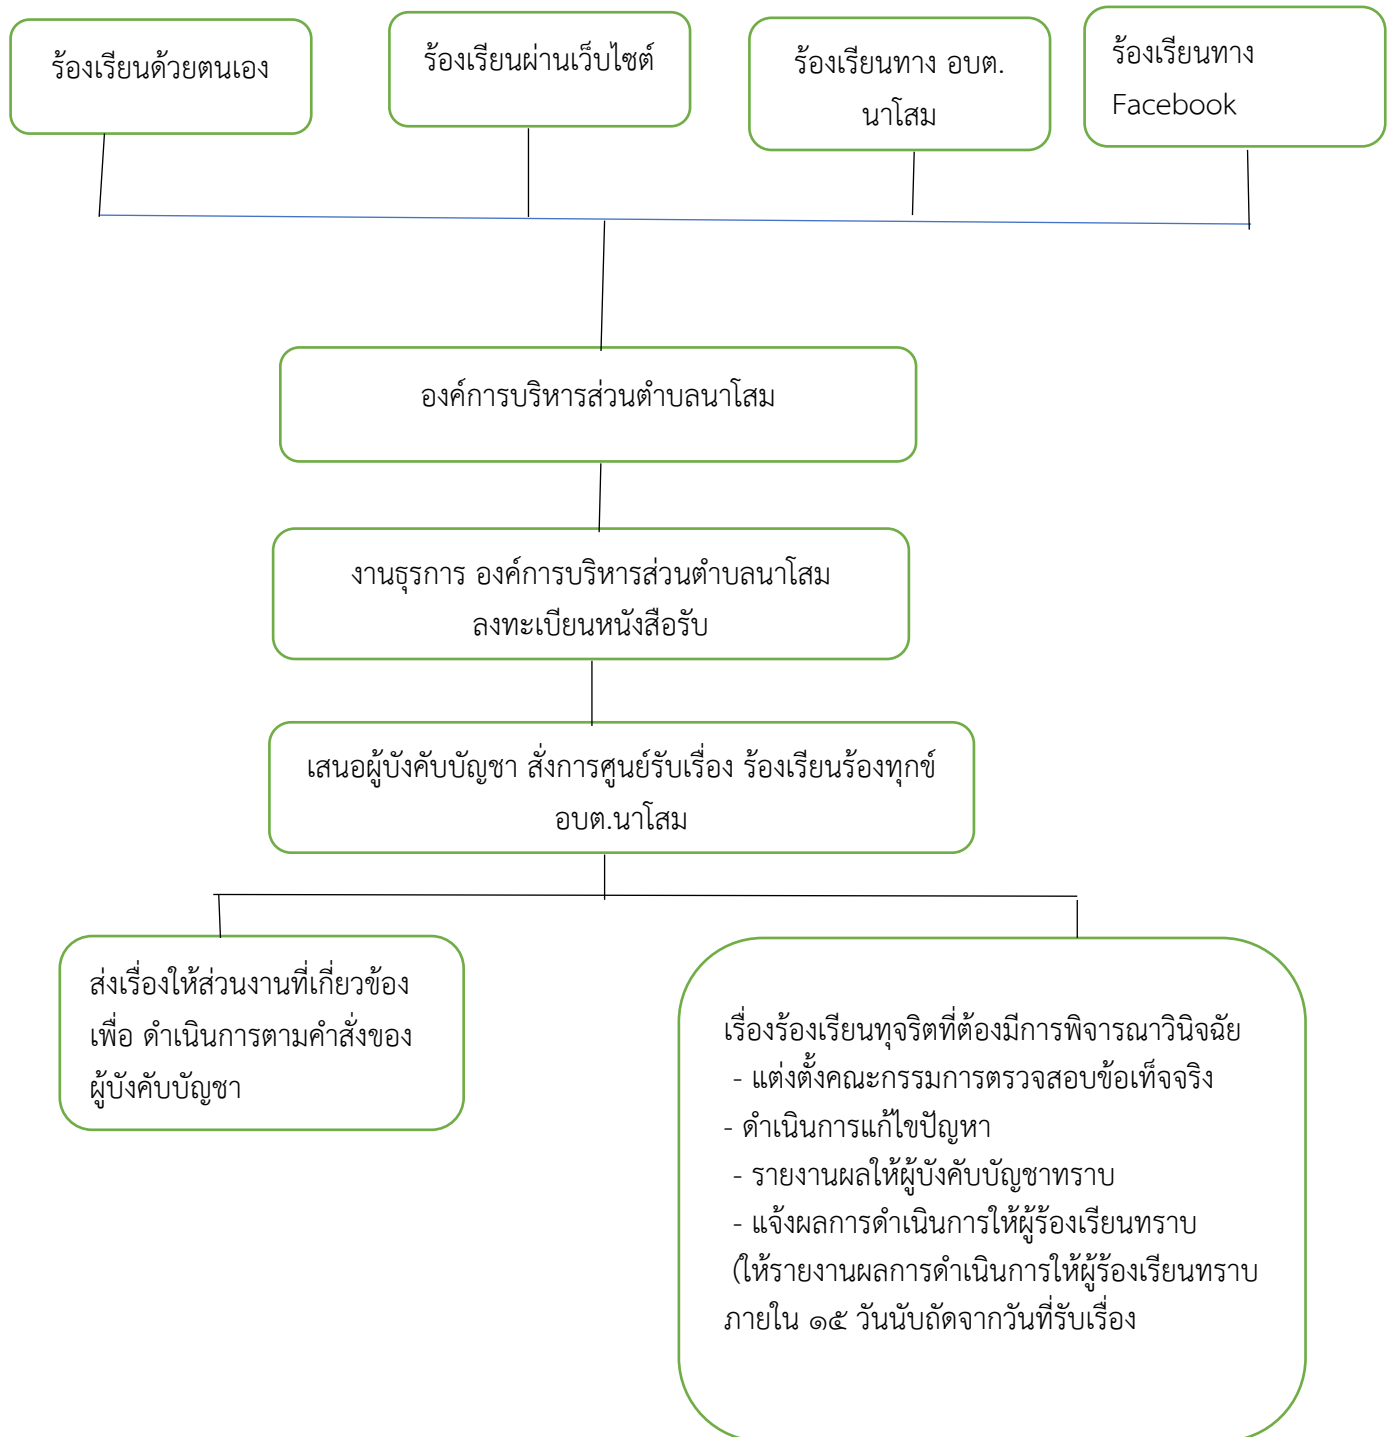 ร้องเรียนด้วยตนเอง
ร้องเรียนผ่านเว็บไซต์
ร้องเรียนทาง อบต.
นาโสม
ร้องเรียนทาง
Facebook
องค์การบริหารส่วนตำบลนาโสม
งานธุรการ องค์การบริหารส่วนตำบลนาโสม
ลงทะเบียนหนังสือรับ
เสนอผู้บังคับบัญชา สั่งการศูนย์รับเรื่อง ร้องเรียนร้องทุกข์
อบต.นาโสม
ส่งเรื่องให้ส่วนงานที่เกี่ยวข้อง
เพื่อ ดำเนินการตามคำสั่งของ
ผู้บังคับบัญชา
เรื่องร้องเรียนทุจริตที่ต้องมีการพิจารณาวินิจฉัย
- แต่งตั้งคณะกรรมการตรวจสอบข้อเท็จจริง
- ดำเนินการแก้ไขปัญหา
- รายงานผลให้ผู้บังคับบัญชาทราบ
- แจ้งผลการดำเนินการให้ผู้ร้องเรียนทราบ
(ให้รายงานผลการดำเนินการให้ผู้ร้องเรียนทราบ
ภายใน ๑๕ วันนับถัดจากวันที่รับเรื่อง